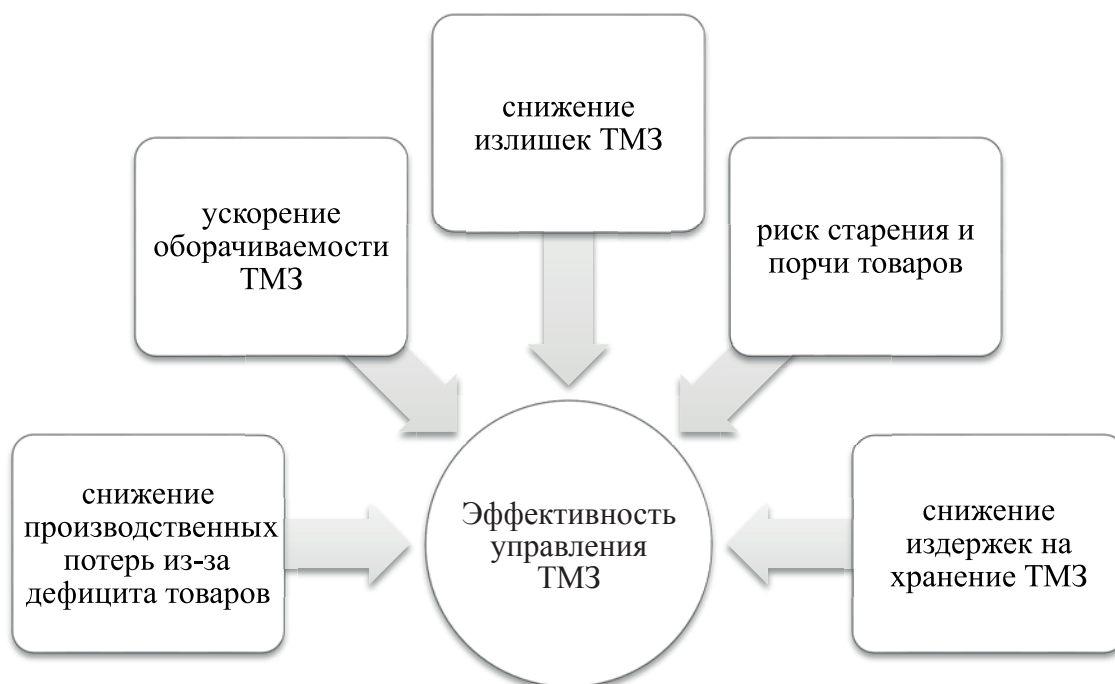 снижение
производственных
потерь из-за
дефицита товаров
ускорение
оборачиваемости
ТМЗ
снижение
излишек ТМЗ
риск старения и
порчи товаров
снижение
издержек на
хранение ТМЗ
Эффективность
управления
ТМЗ